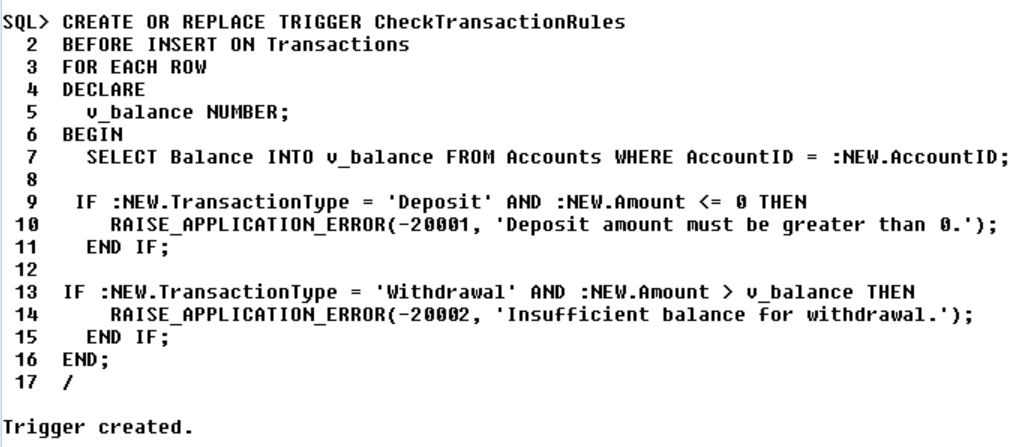 SQL> CREATE OR REPLACE TRIGGER CheckTransactionRules
  2  BEFORE INSERT ON Transactions
  3  FOR EACH ROW
  4  DECLARE
  5    v_balance NUMBER;
  6  BEGIN
  7    SELECT Balance INTO v_balance FROM Accounts WHERE AccountID = :NEW.AccountID;
  8
  9   IF :NEW.TransactionType = 'Deposit' AND :NEW.Amount <= 0 THEN
 10      RAISE_APPLICATION_ERROR(-20001, 'Deposit amount must be greater than 0.');
 11    END IF;
 12
 13  IF :NEW.TransactionType = 'Withdrawal' AND :NEW.Amount > v_balance THEN
 14      RAISE_APPLICATION_ERROR(-20002, 'Insufficient balance for withdrawal.');
 15    END IF;
 16  END;
 17  /

Trigger created.